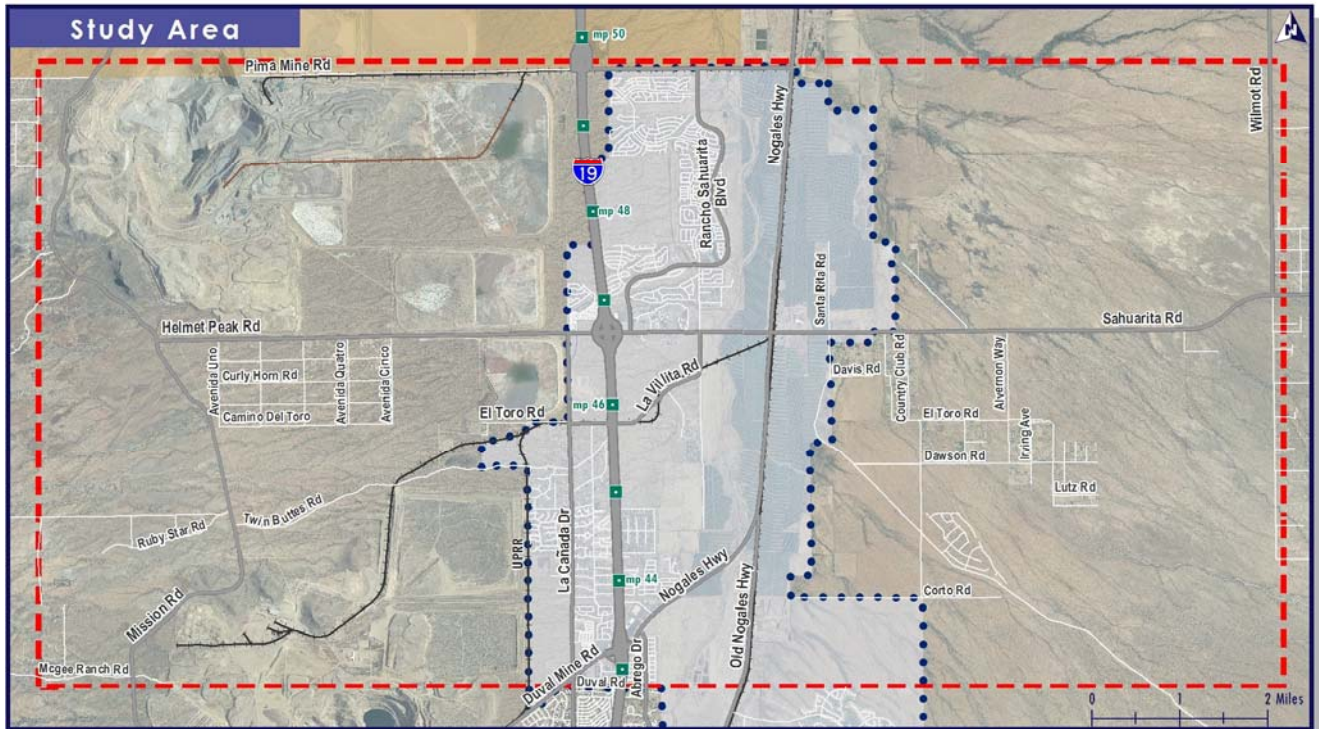 Study Area
mp 50
Pima Mine Rd
Wilmot Rd
Nogales Hwy
19
Rancho Sahuarita
Blvd
mp 48
Santa Rita Rd
Helmet Peak Rd
Sahuarita Rd
Avenida Uno
Curly Horn Rd
Avenida Quatro
Avenida Cinco
Camino Del Toro
La Villita Rd
Davis Rd
Country Club Rd
Alvernon Way
mp 46
El Toro Rd
El Toro Rd
Irving Ave
Dawson Rd
Lutz Rd
Twin Buttes Rd
Ruby Star Rd
UPRR
La Cañada Dr
mp 44
Nogales Hwy
Old Nogales Hwy
Corto Rd
Mission Rd
Mcgee Ranch Rd
Duval Mine Rd
Duval Rd
Abrego Dr
0 1 2 Miles
N